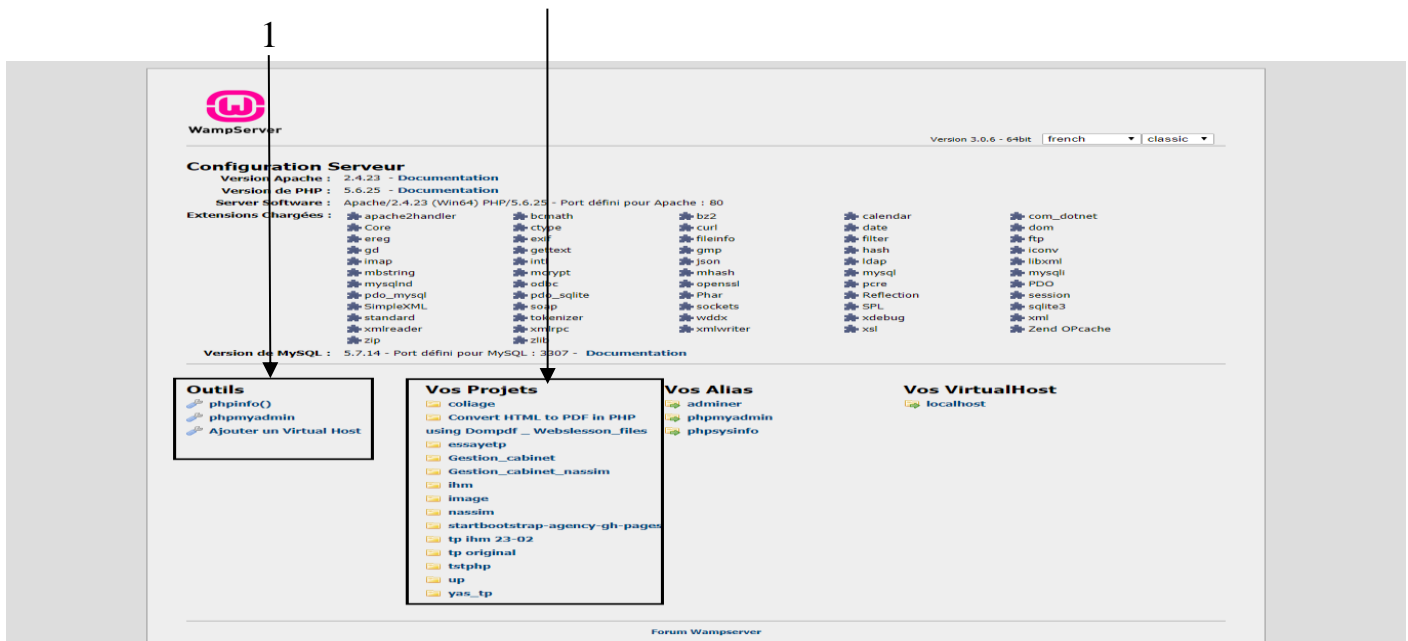 1
WampServer
Version 3.0.6 - 64bit french classic
Configuration Serveur
Version Apache : 2.4.23 - Documentation
Version de PHP : 5.6.25 - Documentation
Server Software : Apache/2.4.23 (Win64) PHP/5.6.25 - Port défini pour Apache : 80
Extensions Chargées : apache2handler bcmath bz2 calendar com_dotnet
Core ctype curl date dom
ereg exif fileinfo filter ftp
gd gettext gmp hash iconv
imap intl json ldap libxml
mbstring mcrypt mhash mysql mysqli
mysqlnd odbc openssl pcre PDO
pdo_mysql pdo_sqlite Phar Reflection session
SimpleXML soap sockets SPL sqlite3
standard tokenizer wddx xdebug xml
xmlreader xmlrpc xmlwriter xsl Zend OPcache
zip zlib
Version de MySQL : 5.7.14 - Port défini pour MySQL : 3307 - Documentation
Outils
phpinfo()
phpmyadmin
Ajouter un Virtual Host
Vos Projets
coliage
Convert HTML to PDF in PHP
using Dompdf _ Webslesson_files
essayetp
Gestion_cabinet
Gestion_cabinet_nassim
ihm
image
nassim
startbootstrap-agency-gh-pages
tp ihm 23-02
tp original
tstphp
up
yas_tp
Vos Alias
adminer
phpmyadmin
phpsysinfo
Vos VirtualHost
localhost
Forum Wampserver